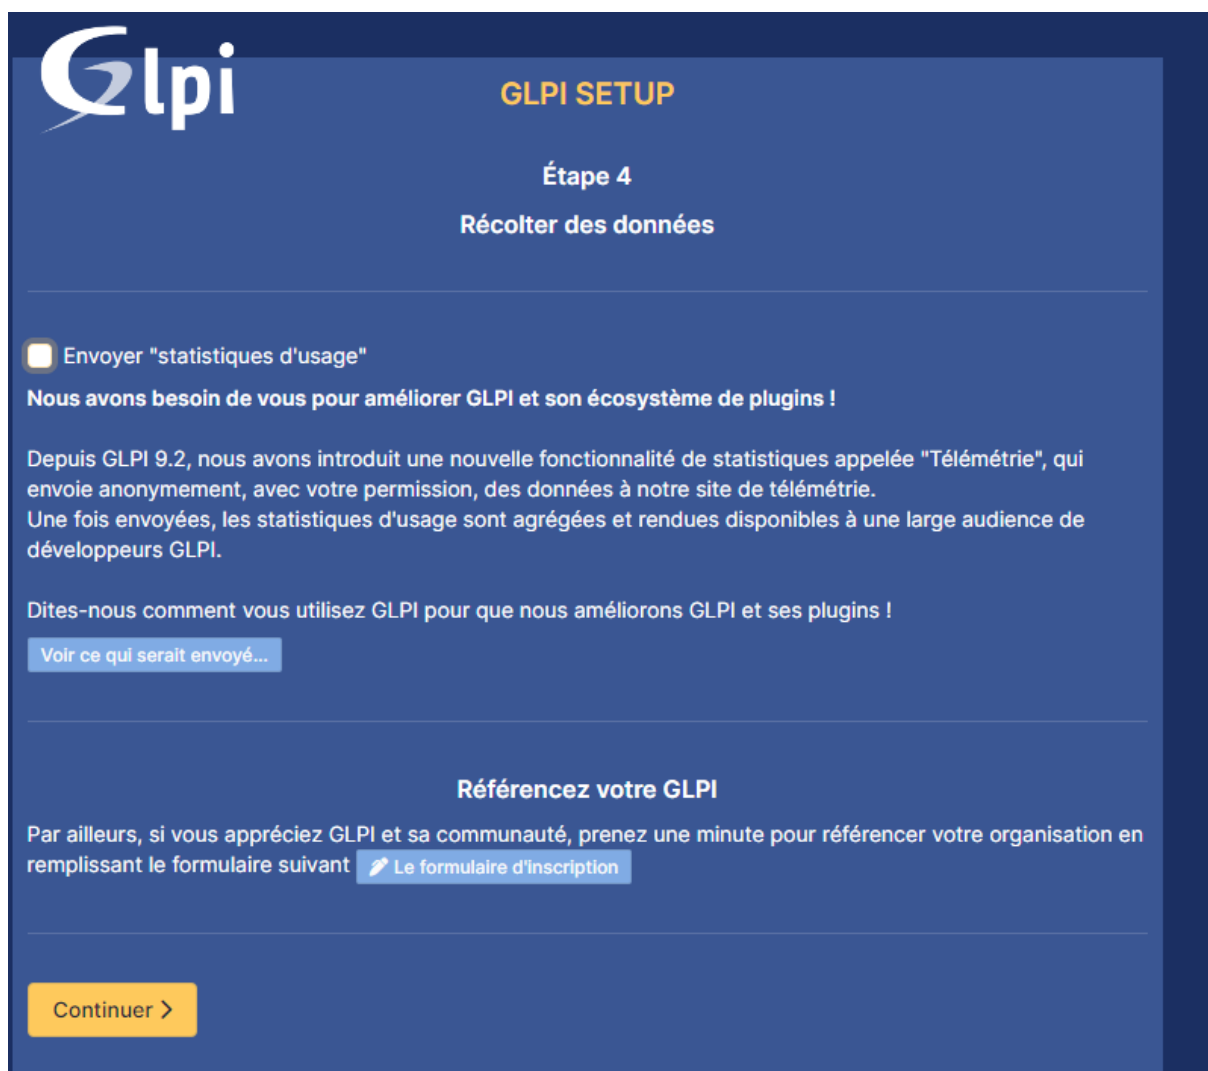 Glpi
GLPI SETUP
Étape 4
Récolter des données
Envoyer "statistiques d'usage"
Nous avons besoin de vous pour améliorer GLPI et son écosystème de plugins !
Depuis GLPI 9.2, nous avons introduit une nouvelle fonctionnalité de statistiques appelée "Télémétrie", qui
envoie anonymement, avec votre permission, des données à notre site de télémétrie.
Une fois envoyées, les statistiques d'usage sont agrégées et rendues disponibles à une large audience de
développeurs GLPI.
Dites-nous comment vous utilisez GLPI pour que nous améliorons GLPI et ses plugins !
Voir ce qui serait envoyé...
Référencez votre GLPI
Par ailleurs, si vous appréciez GLPI et sa communauté, prenez une minute pour référencer votre organisation en
remplissant le formulaire suivant Le formulaire d'inscription
Continuer >